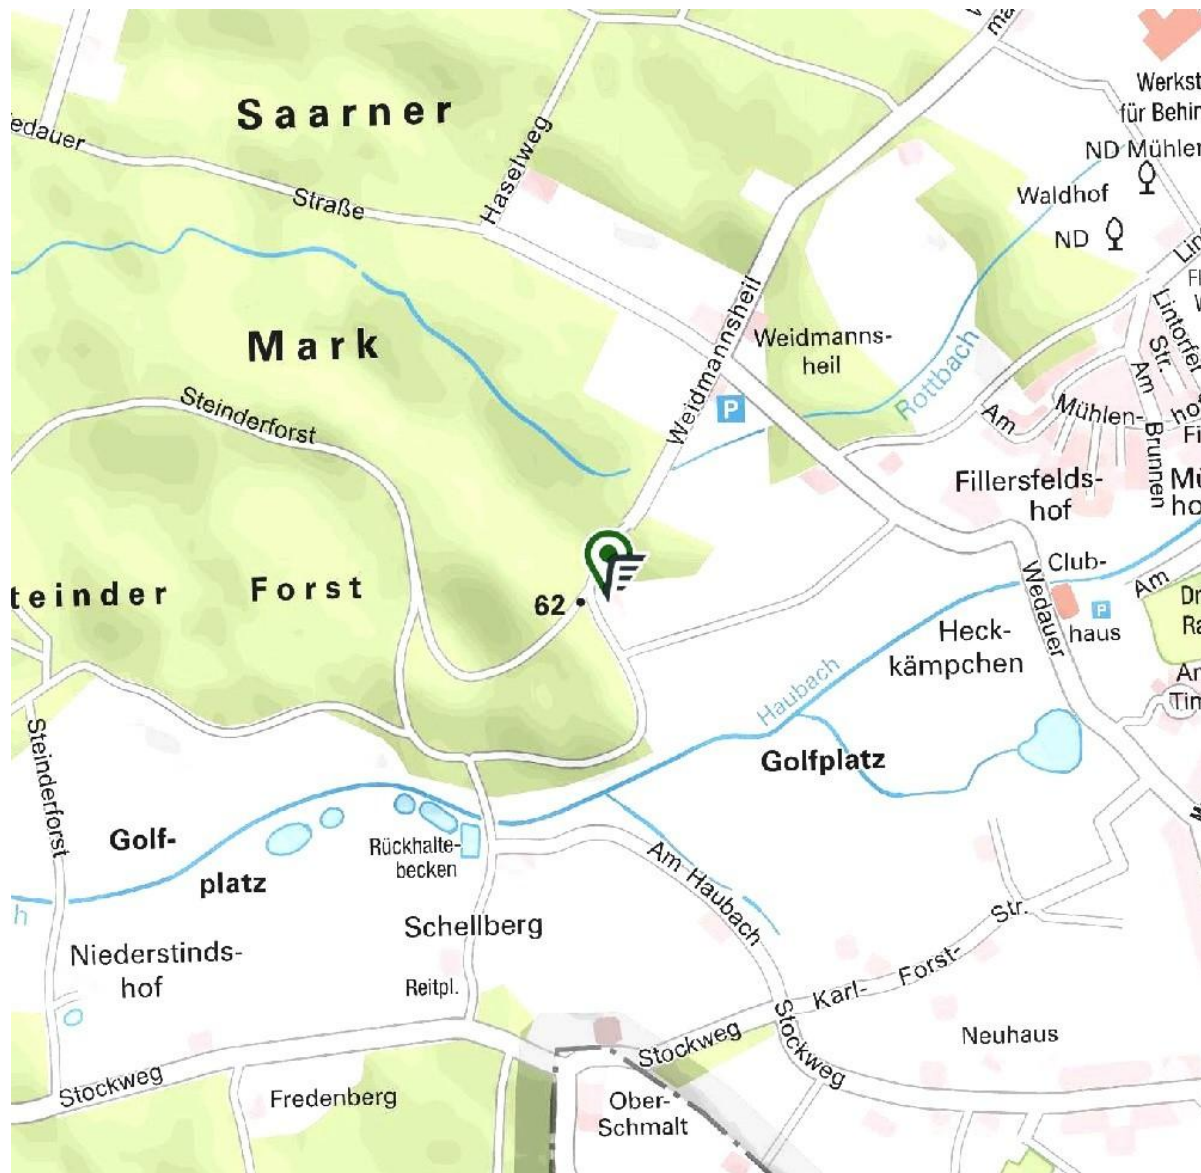 Saarner
Werkst
für Behin
edauer
Haselweg
ND Mühlen
Straße
Waldhof
ND
Lin
Weidmannsheil
Weidmanns-
heil
Lintorfer
Str.
Mark
Rottbach
Steinderforst
P
Am
Mühlen-
hof
Am
Brunnen
Fillersfelds-
hof
teinder Forst
62
Club-
haus
P
Am
Wedauer
Heck-
kämpchen
Haubach
Golfplatz
Steinderforst
Golf-
platz
Rückhalte-
becken
Am Haubach
Schellberg
h
Niederstinds-
hof
Reitpl.
Karl-
Forst-
Str.
Stockweg
Stockweg
Neuhaus
Stockweg
Fredenberg
Ober-
Schmalt